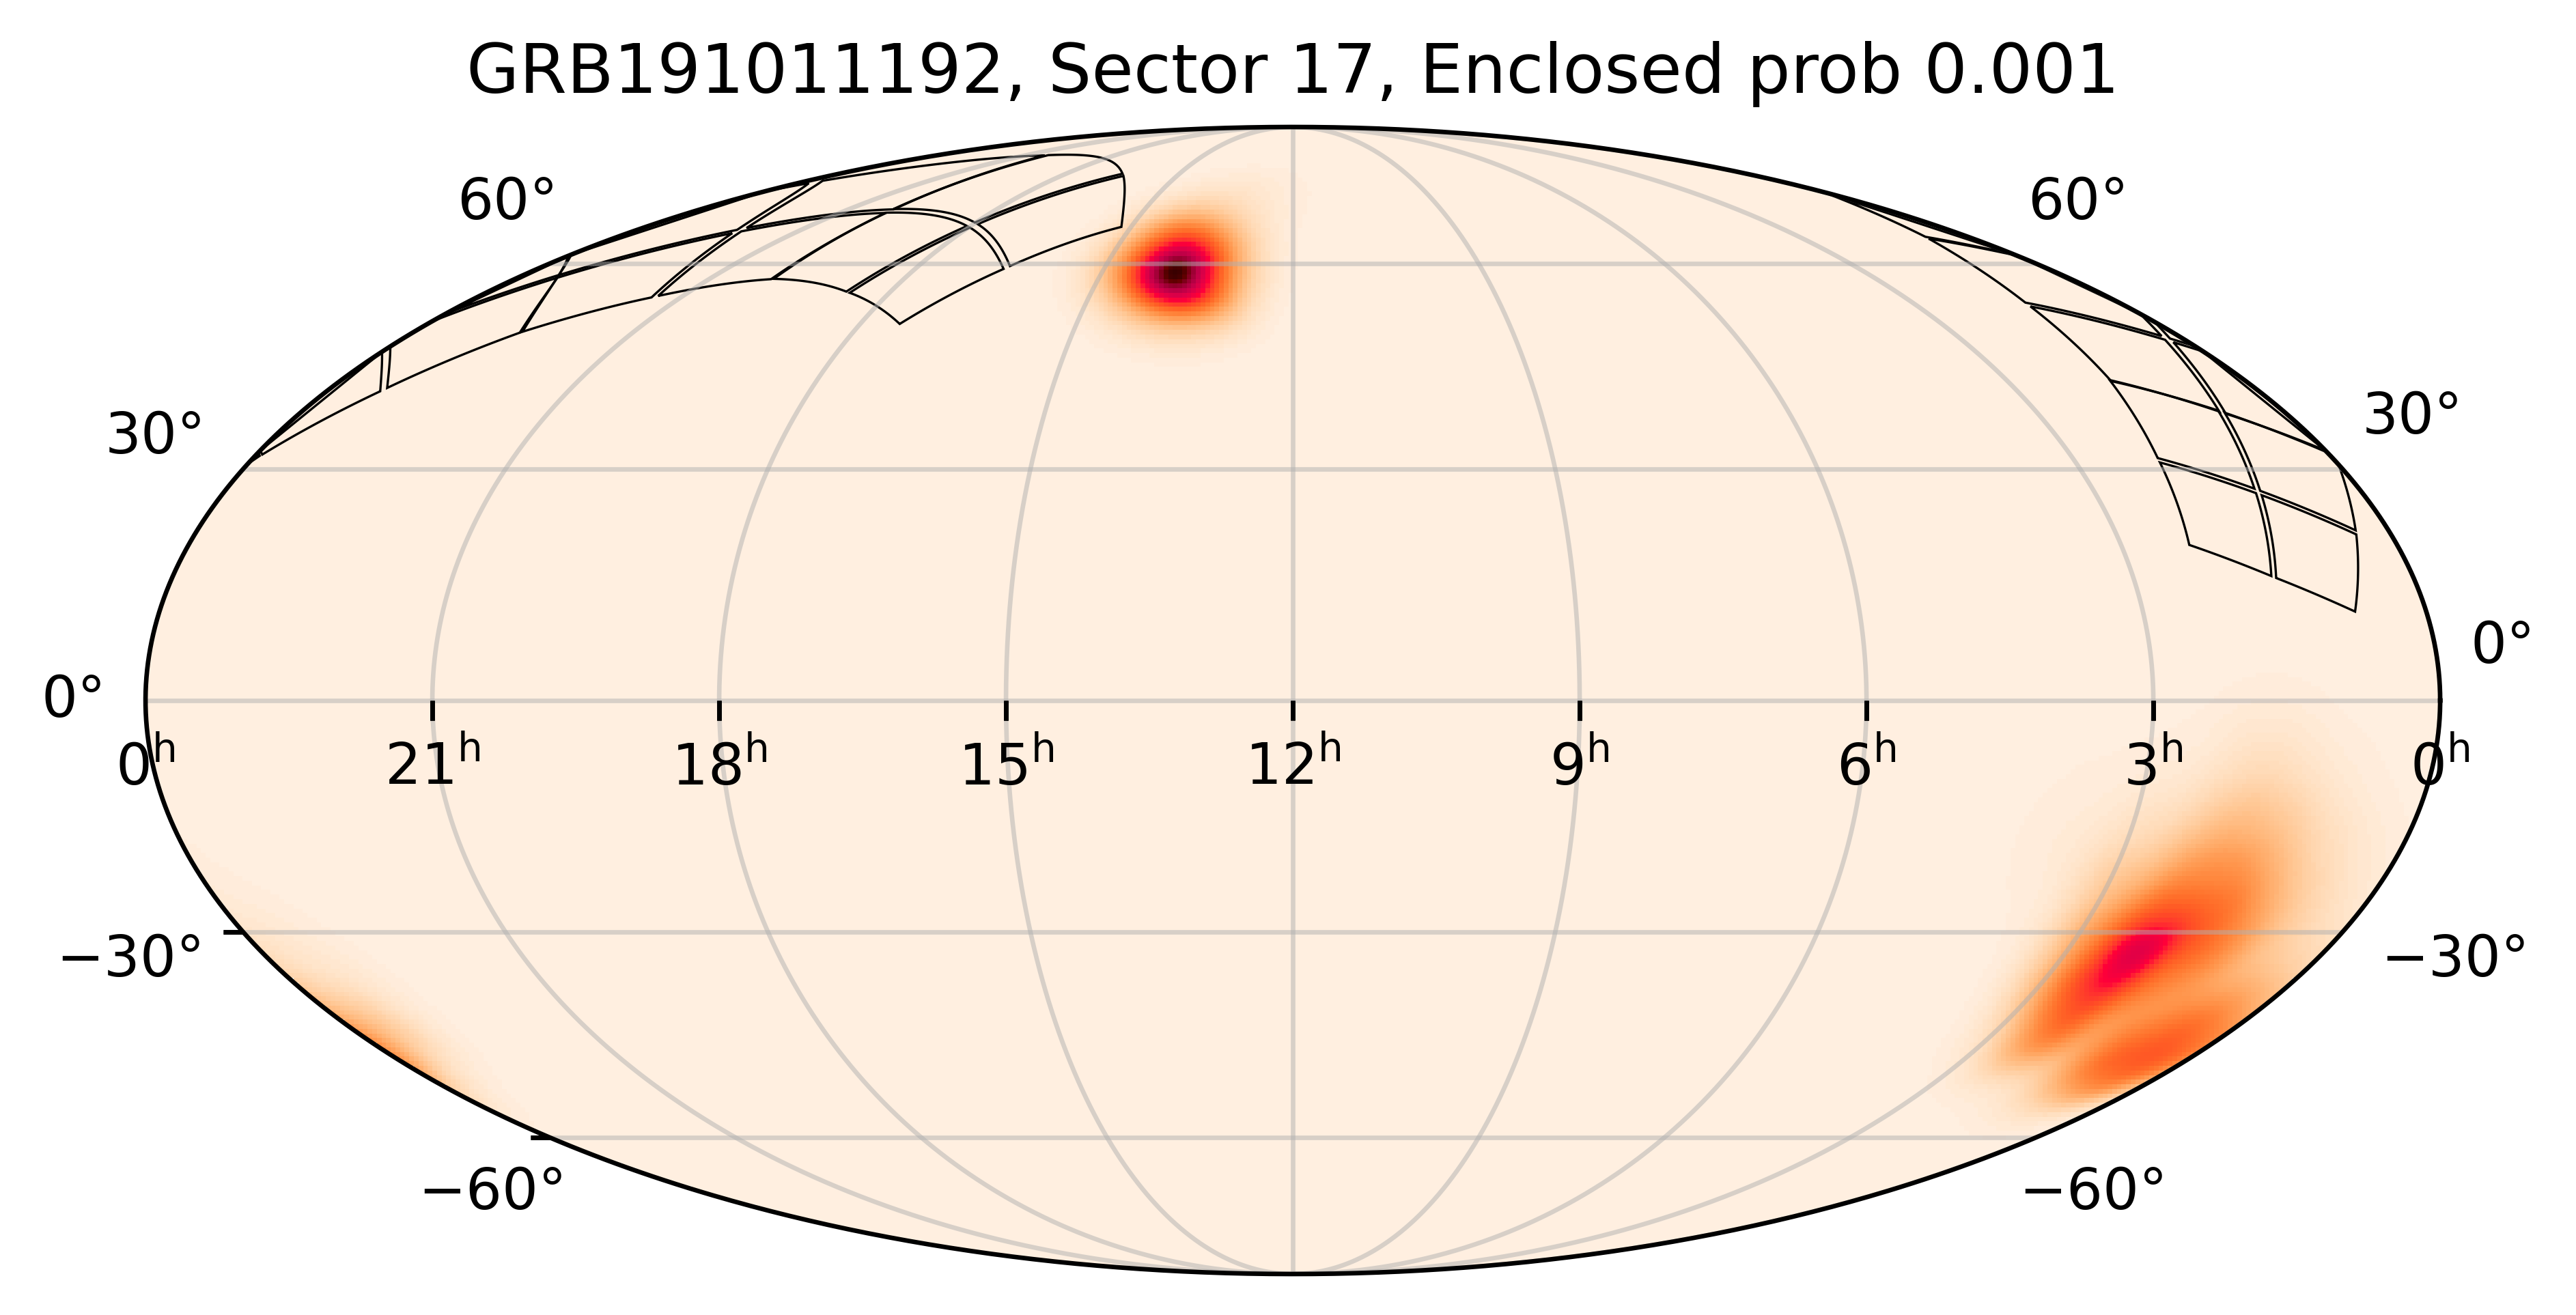 GRB191011192, Sector 17, Enclosed prob 0.001
60° 60°
30° 30°
0° 0°
0h 21h 18h 15h 12h 9h 6h 3h 0h
−30° −30°
−60° −60°